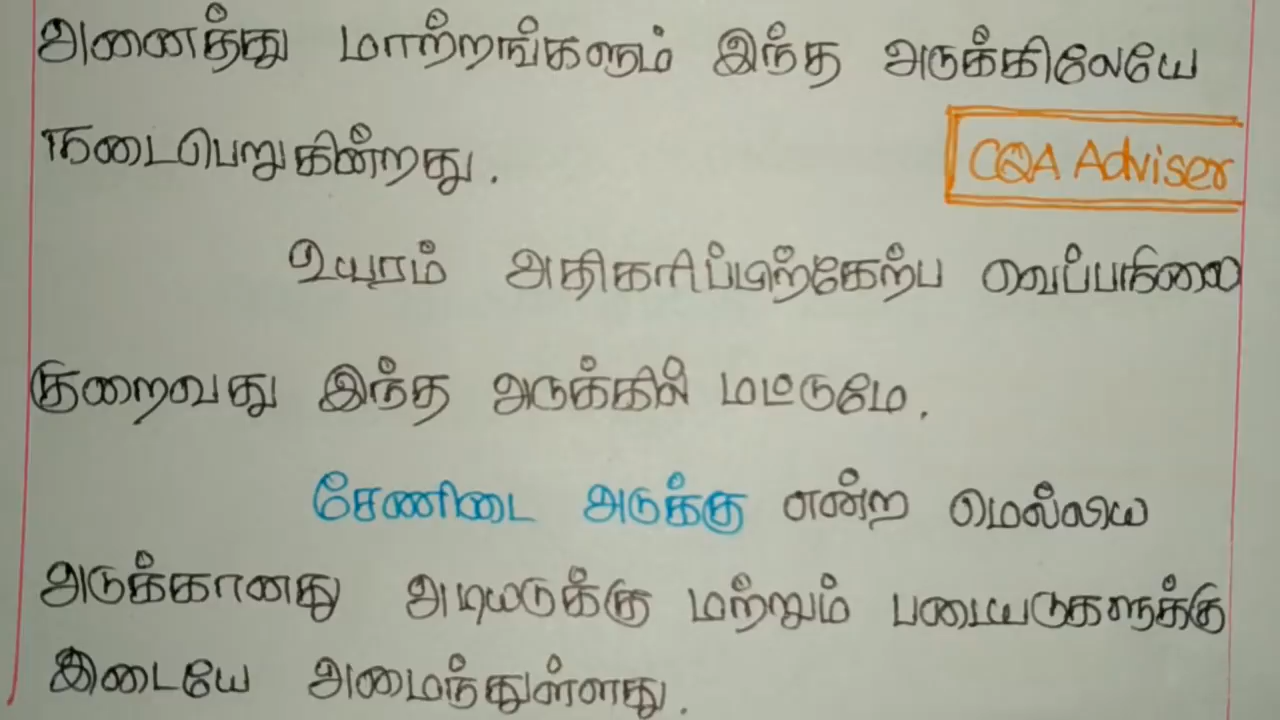 அனைத்து மாற்றங்களும் இந்த அடுக்கிலேயே
நடைபெறுகின்றது.
CQA Adviser
உயரம் அதிகரிப்பிற்கேற்ப வெப்பநிலை
குறைவது இந்த அடுக்கில் மட்டுமே.
சேணிடை அடுக்கு என்ற மெல்லிய
அடுக்கானது அடியடுக்கு மற்றும் படையடுகளுக்கு
இடையே அமைந்துள்ளது.